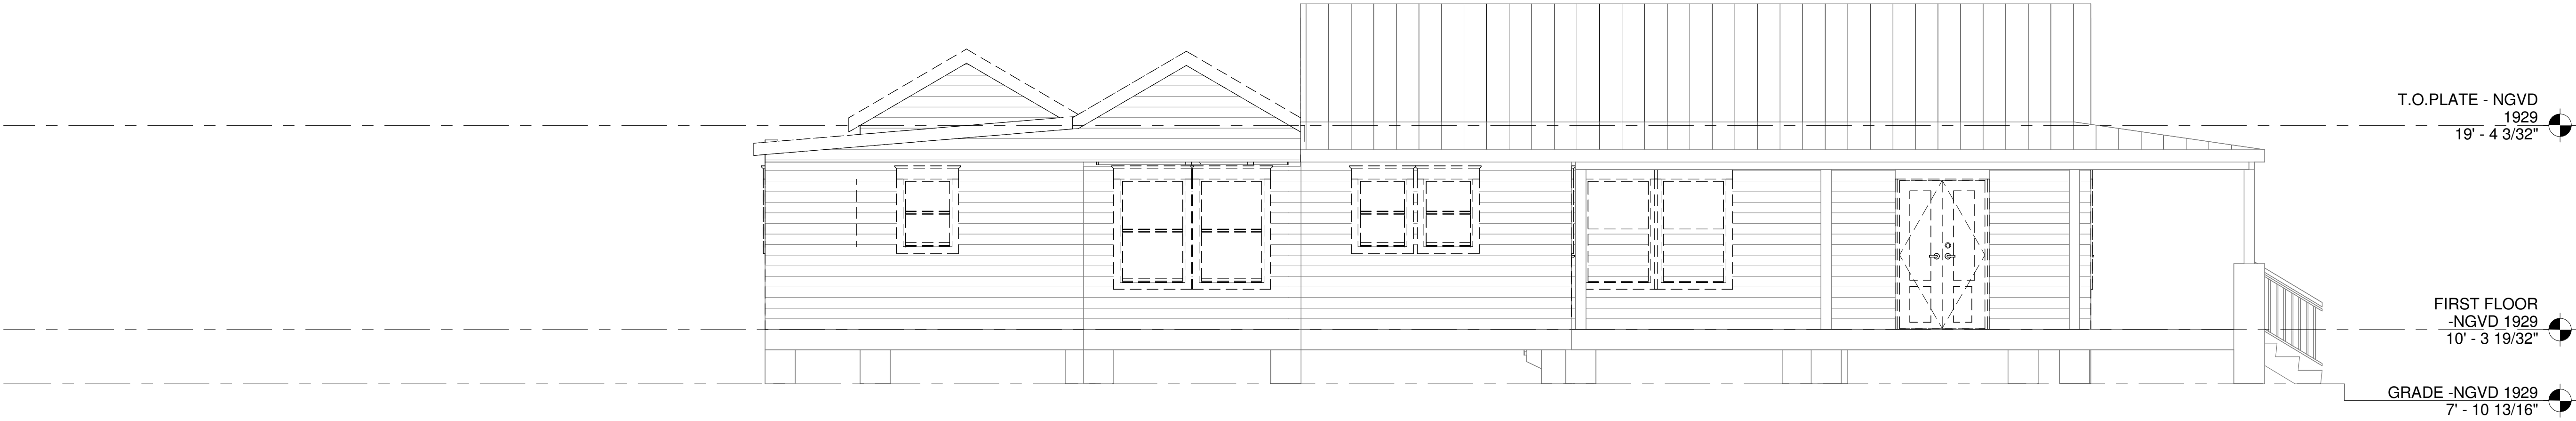 T.O.PLATE - NGVD
1929
19' - 4 3/32"
FIRST FLOOR
-NGVD 1929
10' - 3 19/32"
GRADE -NGVD 1929
7' - 10 13/16"